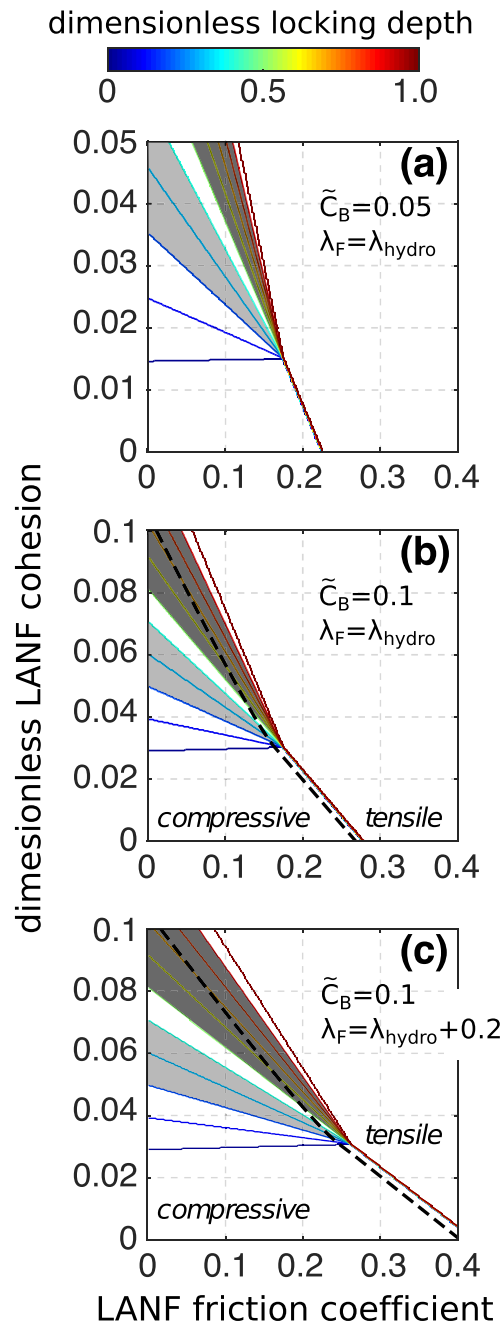 dimensionless locking depth
0 0.5 1.0
0.05
0.04
0.03
0.02
0.01
0
(a)
C̃B=0.05
λF=λhydro
0 0.1 0.2 0.3 0.4
0.1
0.08
0.06
0.04
0.02
0
(b)
C̃B=0.1
λF=λhydro
compressive tensile
0 0.1 0.2 0.3 0.4
0.1
0.08
0.06
0.04
0.02
0
(c)
C̃B=0.1
λF=λhydro+0.2
tensile
compressive
0 0.1 0.2 0.3 0.4
dimesionless LANF cohesion
LANF friction coefficient